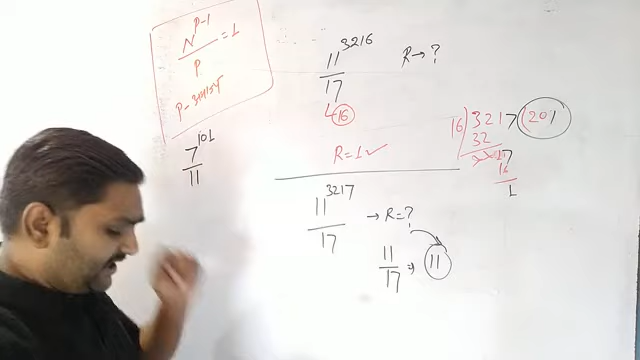 N^P-1 / P = 1
7^101 / 11
11^3216 / 17 R → ?
16
R = 1 ✓
16) 3217 (201
32
17
16
1
11^3217 / 17 → R = ?
11 / 17 ⇒ 11